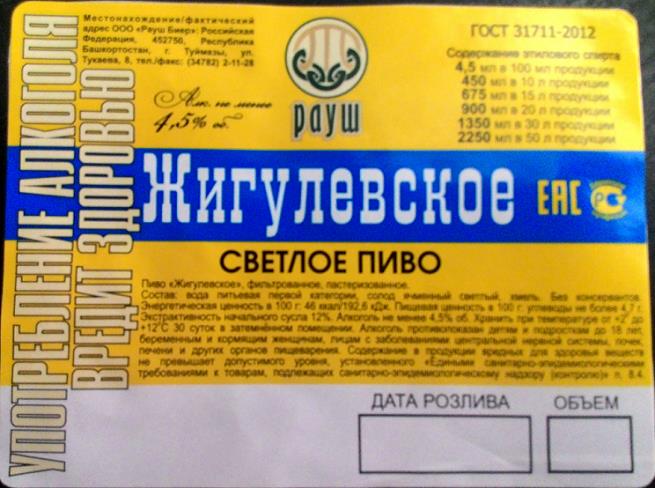 УПОТРЕБЛЕНИЕ АЛКОГОЛЯ
ВРЕДИТ ЗДОРОВЬЮ
Местонахождение/фактический
адрес ООО «Рауш Биер»: Российская
Федерация, 452750, Республика
Башкортостан, г. Туймазы, ул.
Тукаева, 8, тел./факс: (34782) 2-11-28
Алк. не менее
4,5% об.
рауш
ГОСТ 31711-2012
Содержание этилового спирта
4,5 мл в 100 мл продукции
450 мл в 10 л продукции
675 мл в 15 л продукции
900 мл в 20 л продукции
1350 мл в 30 л продукции
2250 мл в 50 л продукции
Жигулевское
ЕАС
СВЕТЛОЕ ПИВО
Пиво «Жигулевское», фильтрованное, пастеризованное.
Состав: вода питьевая первой категории, солод ячменный светлый, хмель. Без консервантов.
Энергетическая ценность в 100 г: 46 ккал/192,6 кДж. Пищевая ценность в 100 г: углеводы не более 4,7 г.
Экстрактивность начального сусла 12%. Алкоголь не менее 4,5% об. Хранить при температуре от +2° до
+12°С 30 суток в затемнённом помещении. Алкоголь противопоказан детям и подросткам до 18 лет,
беременным и кормящим женщинам, лицам с заболеваниями центральной нервной системы, почек,
печени и других органов пищеварения. Содержание в продукции вредных для здоровья веществ
не превышает допустимого уровня, установленного «Едиными санитарно-эпидемиологическими
требованиями к товарам, подлежащих санитарно-эпидемиологическому надзору (контролю)» п. 8.4.
ДАТА РОЗЛИВА
ОБЪЕМ